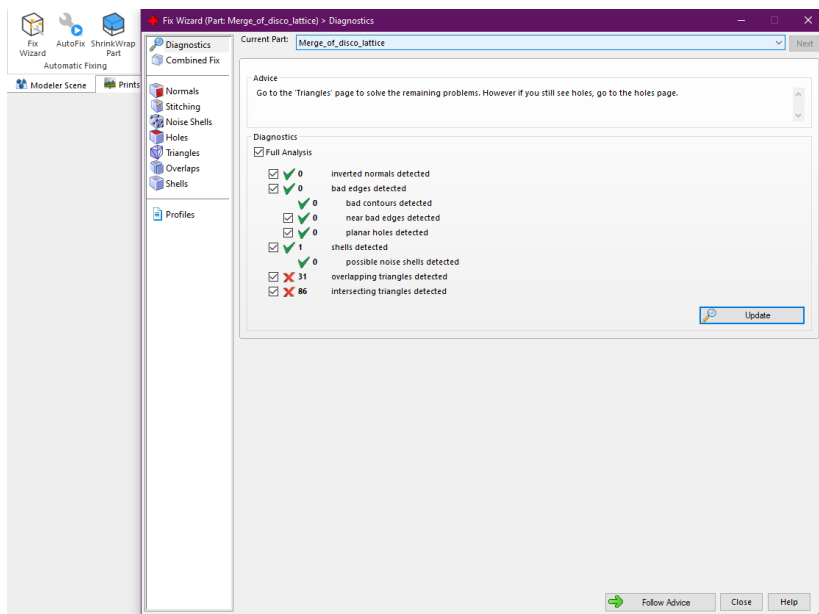 Fix Wizard (Part: Merge_of_disco_lattice) > Diagnostics
Fix
Wizard
AutoFix
ShrinkWrap
Part
Automatic Fixing
Modeler Scene
Prints
Diagnostics
Combined Fix
Normals
Stitching
Noise Shells
Holes
Triangles
Overlaps
Shells
Profiles
Current Part:
Merge_of_disco_lattice
Next
Advice
Go to the 'Triangles' page to solve the remaining problems. However if you still see holes, go to the holes page.
Diagnostics
Full Analysis
0 inverted normals detected
0 bad edges detected
0 bad contours detected
0 near bad edges detected
0 planar holes detected
1 shells detected
0 possible noise shells detected
31 overlapping triangles detected
86 intersecting triangles detected
Update
Follow Advice
Close
Help